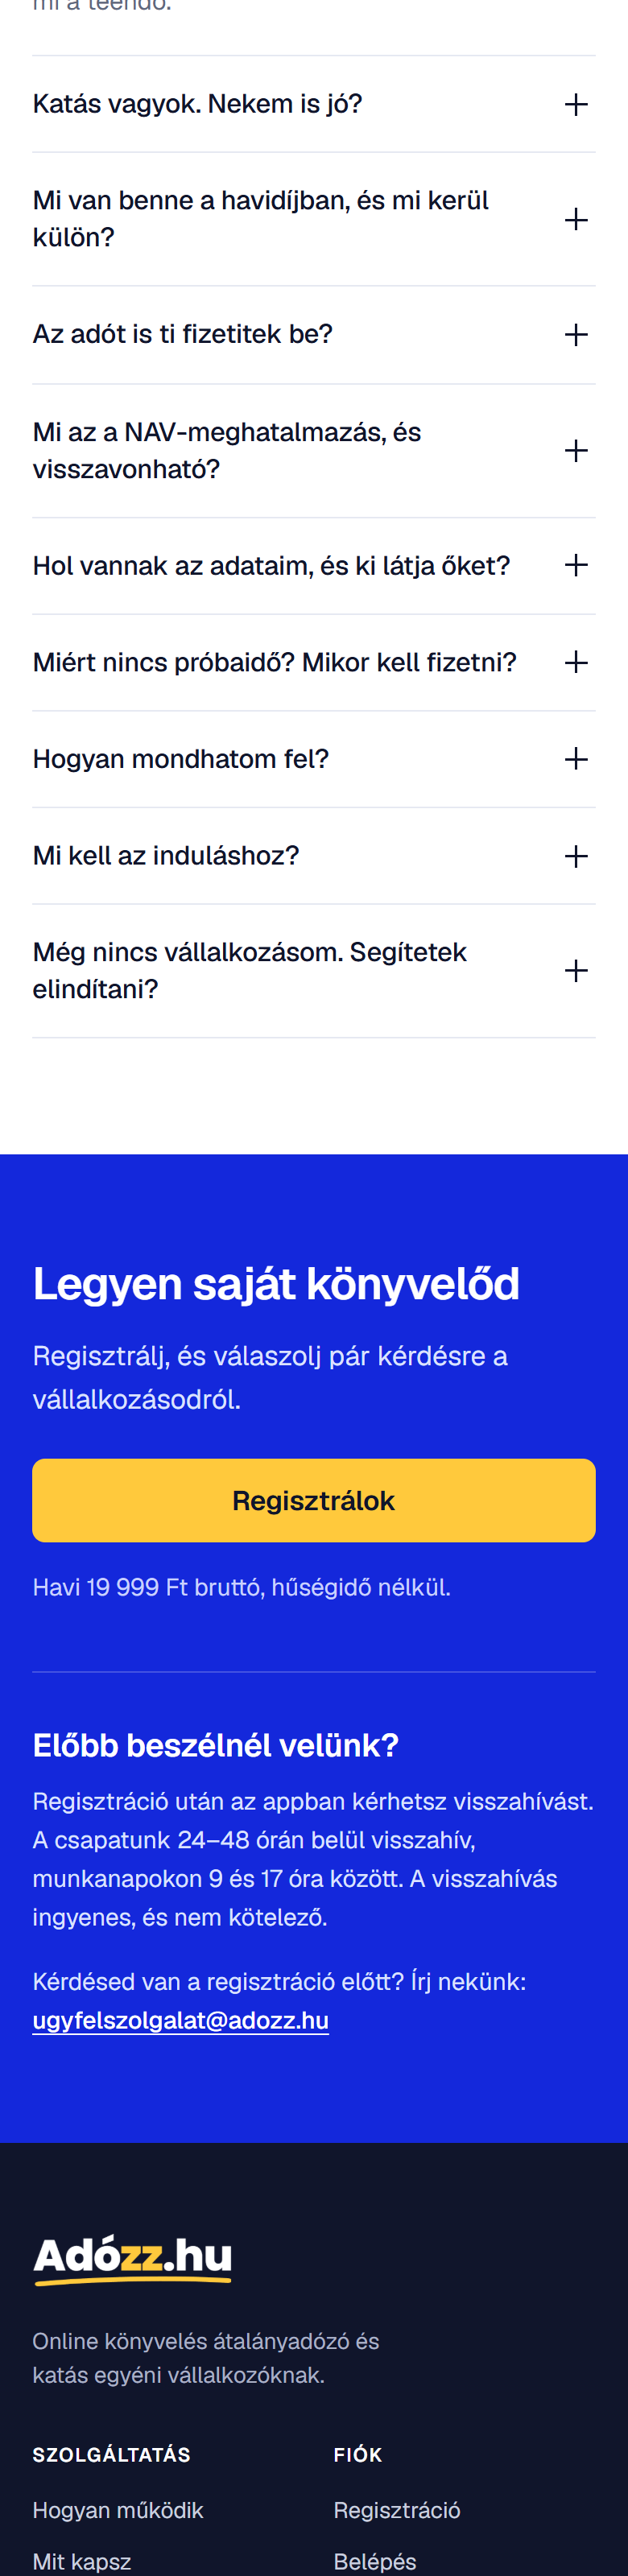 mi a teendő.
Katás vagyok. Nekem is jó?
Mi van benne a havidíjban, és mi kerül
külön?
Az adót is ti fizetitek be?
Mi az a NAV-meghatalmazás, és
visszavonható?
Hol vannak az adataim, és ki látja őket?
Miért nincs próbaidő? Mikor kell fizetni?
Hogyan mondhatom fel?
Mi kell az induláshoz?
Még nincs vállalkozásom. Segítetek
elindítani?
Legyen saját könyvelőd
Regisztrálj, és válaszolj pár kérdésre a
vállalkozásodról.
Regisztrálok
Havi 19 999 Ft bruttó, hűségidő nélkül.
Előbb beszélnél velünk?
Regisztráció után az appban kérhetsz visszahívást.
A csapatunk 24–48 órán belül visszahív,
munkanapokon 9 és 17 óra között. A visszahívás
ingyenes, és nem kötelező.
Kérdésed van a regisztráció előtt? Írj nekünk:
ugyfelszolgalat@adozz.hu
Adózz.hu
Online könyvelés átalányadózó és
katás egyéni vállalkozóknak.
SZOLGÁLTATÁS
Hogyan működik
Mit kapsz
FIÓK
Regisztráció
Belépés